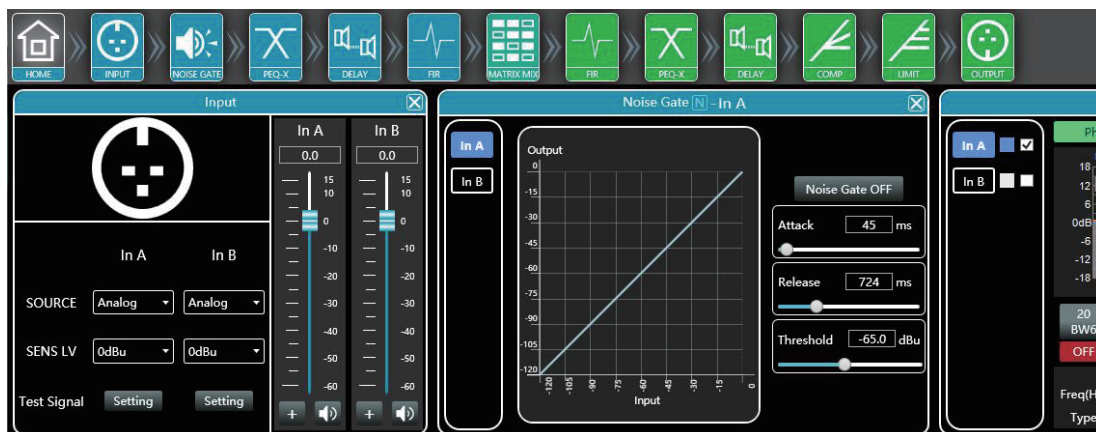 HOME INPUT NOISE GATE PEQ-X DELAY FIR MATRIX MIX FIR PEQ-X DELAY COMP LIMIT OUTPUT
Input
In A In B
0.0 0.0
15 15
10 10
0 0
-10 -10
-20 -20
-30 -30
-40 -40
-50 -50
-60 -60
+ +
In A In B
SOURCE Analog Analog
SENS LV 0dBu 0dBu
Test Signal Setting Setting
Noise Gate N - In A
In A
In B
Output
0
-15
-30
-45
-60
-75
-90
-105
-120
-120 -105 -90 -75 -60 -45 -30 -15 0
Input
Noise Gate OFF
Attack 45 ms
Release 724 ms
Threshold -65.0 dBu
In A
In B
18
12
6
0dB
-6
-12
-18
20
BW6
OFF